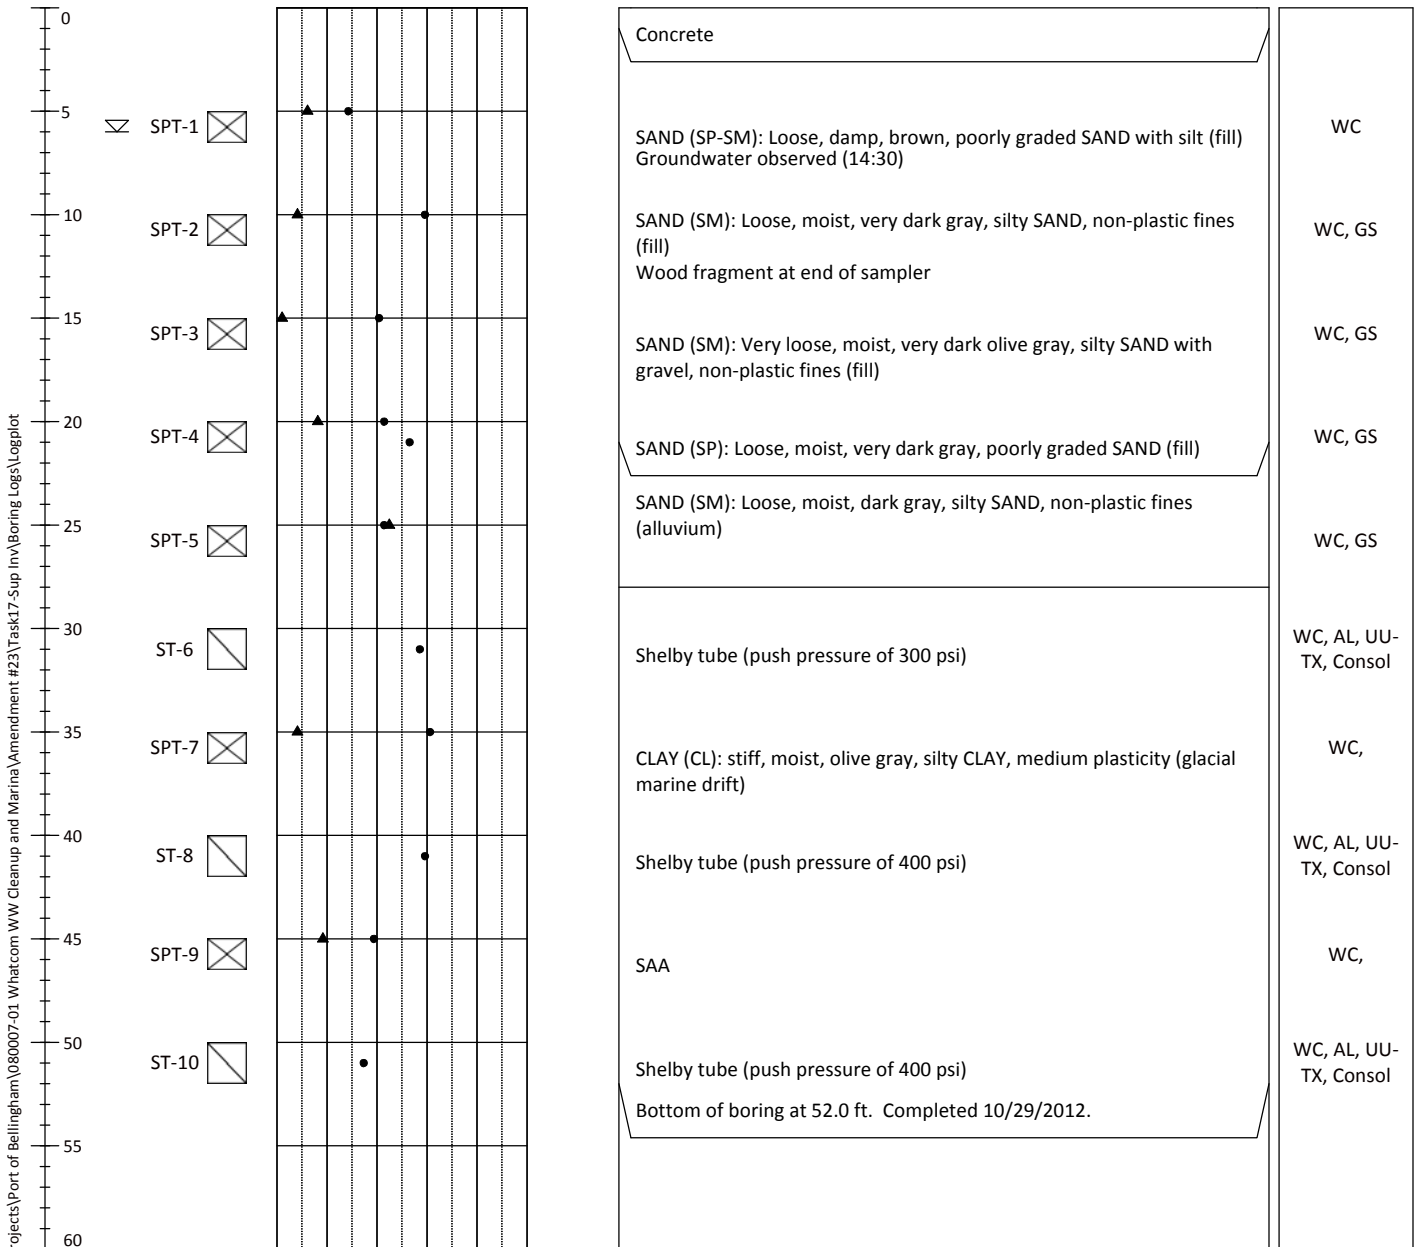 0
Concrete
5
SPT-1
SAND (SP-SM): Loose, damp, brown, poorly graded SAND with silt (fill)
Groundwater observed (14:30)
WC
10
SPT-2
SAND (SM): Loose, moist, very dark gray, silty SAND, non-plastic fines
(fill)
Wood fragment at end of sampler
WC, GS
15
SPT-3
SAND (SM): Very loose, moist, very dark olive gray, silty SAND with
gravel, non-plastic fines (fill)
WC, GS
20
SPT-4
SAND (SP): Loose, moist, very dark gray, poorly graded SAND (fill)
WC, GS
SAND (SM): Loose, moist, dark gray, silty SAND, non-plastic fines
(alluvium)
25
SPT-5
WC, GS
30
ST-6
Shelby tube (push pressure of 300 psi)
WC, AL, UU-
TX, Consol
35
SPT-7
CLAY (CL): stiff, moist, olive gray, silty CLAY, medium plasticity (glacial
marine drift)
WC,
40
ST-8
Shelby tube (push pressure of 400 psi)
WC, AL, UU-
TX, Consol
45
SPT-9
SAA
WC,
50
ST-10
Shelby tube (push pressure of 400 psi)
WC, AL, UU-
TX, Consol
Bottom of boring at 52.0 ft.  Completed 10/29/2012.
55
60
rojects\Port of Bellingham\080007-01 Whatcom WW Cleanup and Marina\Amendment #23\Task17-Sup Inv\Boring Logs\Logplot